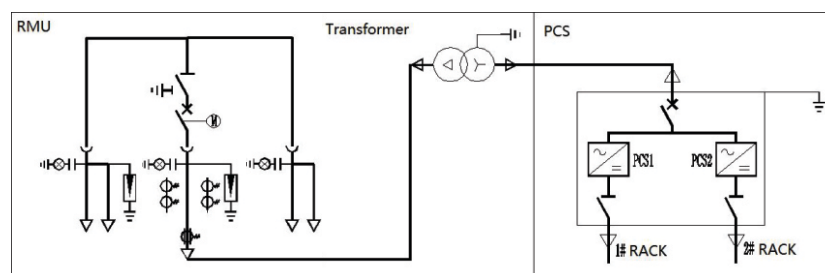 RMU
Transformer
PCS
PCS1
PCS2
1# RACK
2# RACK